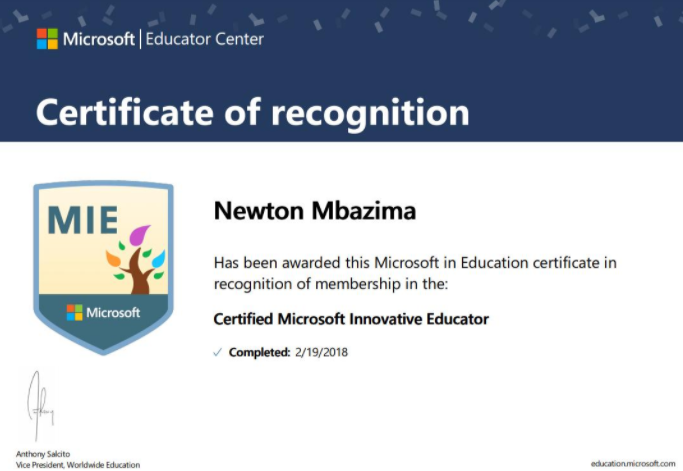 Microsoft | Educator Center
Certificate of recognition
MIE
Microsoft
Newton Mbazima
Has been awarded this Microsoft in Education certificate in
recognition of membership in the:
Certified Microsoft Innovative Educator
✓ Completed: 2/19/2018
Anthony Salcito
Vice President, Worldwide Education
education.microsoft.com